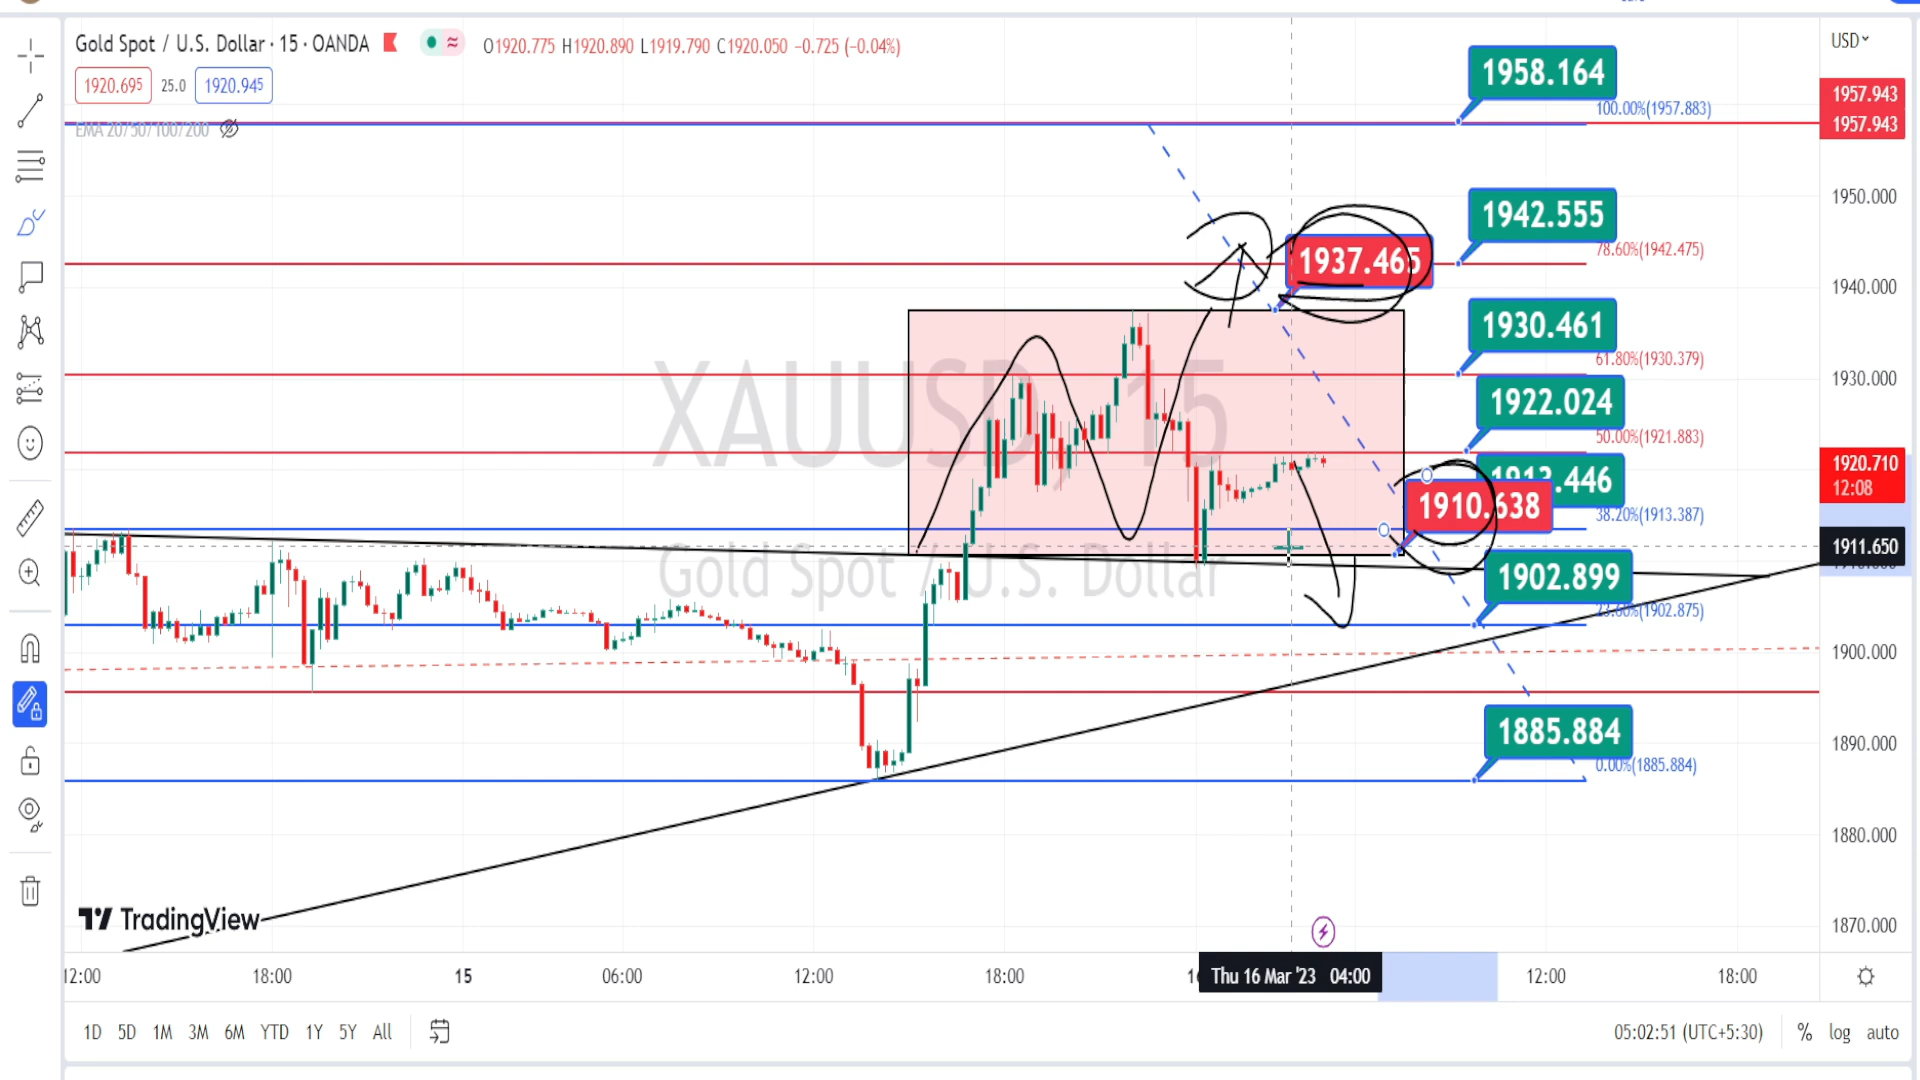 Gold Spot / U.S. Dollar · 15 · OANDA
O1920.775 H1920.890 L1919.790 C1920.050 −0.725 (−0.04%)
1920.695 25.0 1920.945
EMA 20/50/100/200
USD
1958.164
100.00%(1957.883)
1957.943
1957.943
1950.000
1942.555
78.60%(1942.475)
1937.465
1940.000
1930.461
61.80%(1930.379)
1930.000
1922.024
50.00%(1921.883)
XAUUSD, 15
1920.710
12:08
1913.446
1910.638
38.20%(1913.387)
1911.650
Gold Spot / U.S. Dollar
1902.899
23.60%(1902.875)
1900.000
1885.884
0.00%(1885.884)
1890.000
1880.000
1870.000
TradingView
12:00 18:00 15 06:00 12:00 18:00 Thu 16 Mar '23 04:00 12:00 18:00
1D 5D 1M 3M 6M YTD 1Y 5Y All
05:02:51 (UTC+5:30) % log auto